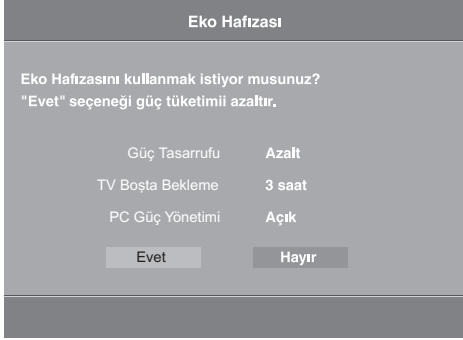 Eko Hafızası
Eko Hafızasını kullanmak istiyor musunuz?
"Evet" seçeneği güç tüketimii azaltır.
Güç Tasarrufu Azalt
TV Boşta Bekleme 3 saat
PC Güç Yönetimi Açık
Evet Hayır